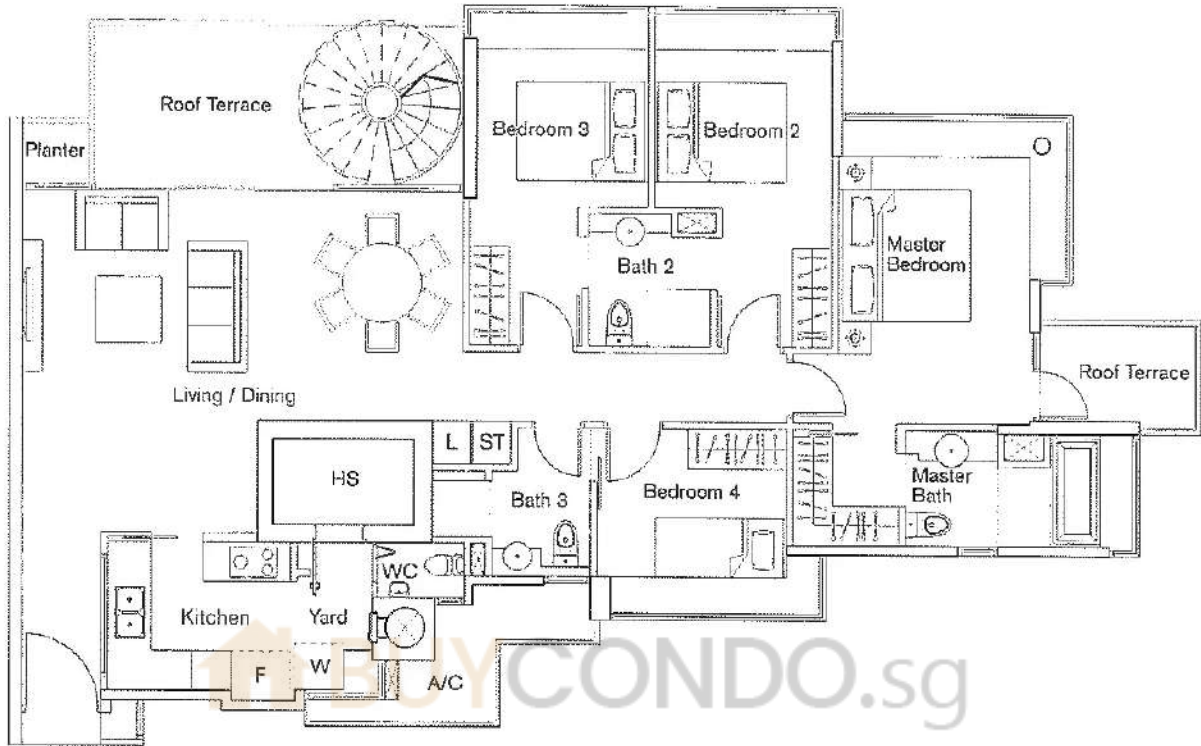 Roof Terrace
Planter
Bedroom 3
Bedroom 2
Bath 2
Master
Bedroom
Roof Terrace
Living / Dining
L
ST
HS
Bath 3
Bedroom 4
Master
Bath
WC
Kitchen
Yard
F
W
A/C
BUYCONDO.sg